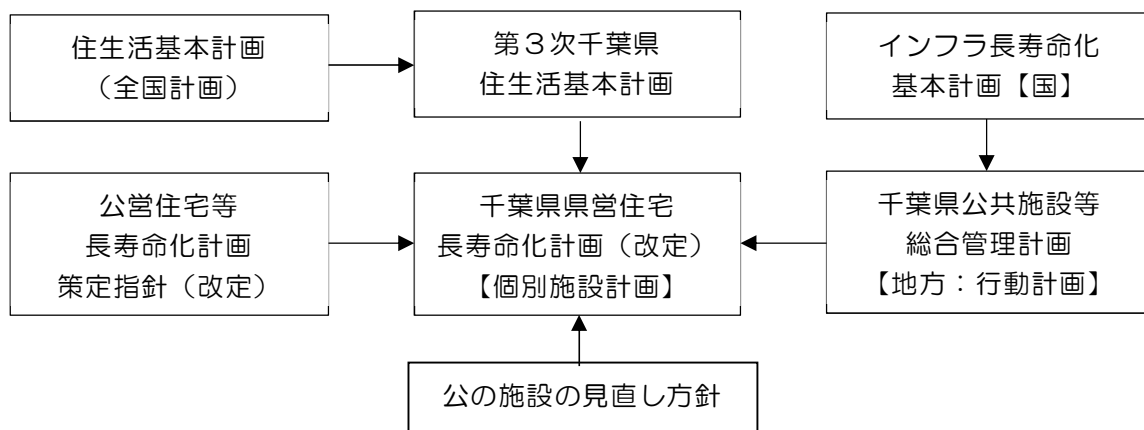 住生活基本計画
（全国計画）
第３次千葉県
住生活基本計画
インフラ長寿命化
基本計画【国】
公営住宅等
長寿命化計画
策定指針（改定）
千葉県県営住宅
長寿命化計画（改定）
【個別施設計画】
千葉県公共施設等
総合管理計画
【地方：行動計画】
公の施設の見直し方針